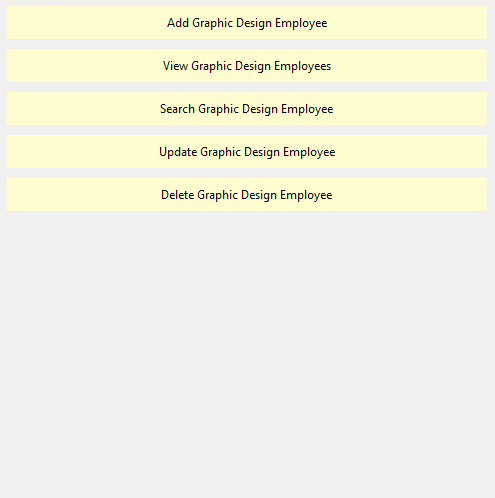 Add Graphic Design Employee
View Graphic Design Employees
Search Graphic Design Employee
Update Graphic Design Employee
Delete Graphic Design Employee